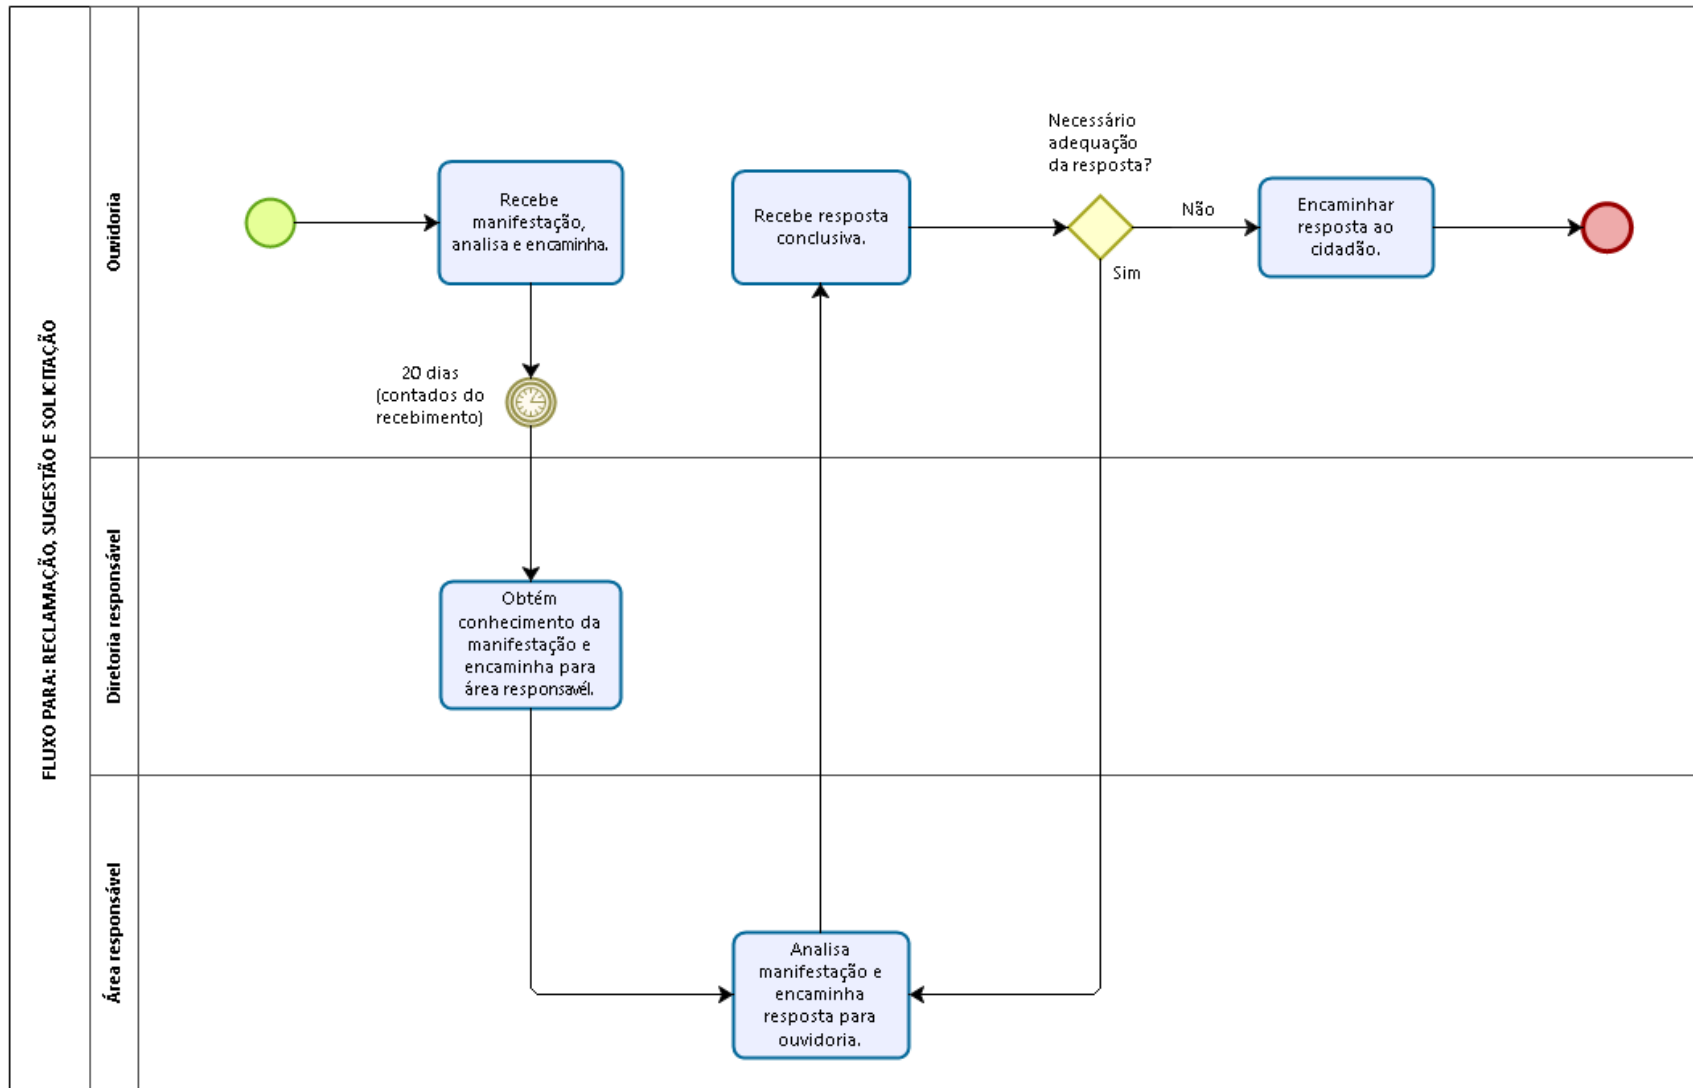 FLUXO PARA: RECLAMAÇÃO, SUGESTÃO E SOLICITAÇÃO
Ouvidoria
Recebe
manifestação,
analisa e encaminha.
20 dias
(contados do
recebimento)
Recebe resposta
conclusiva.
Necessário
adequação
da resposta?
Não
Sim
Encaminhar
resposta ao
cidadão.
Diretoria responsável
Obtém
conhecimento da
manifestação e
encaminha para
área responsavél.
Área responsável
Analisa
manifestação e
encaminha
resposta para
ouvidoria.